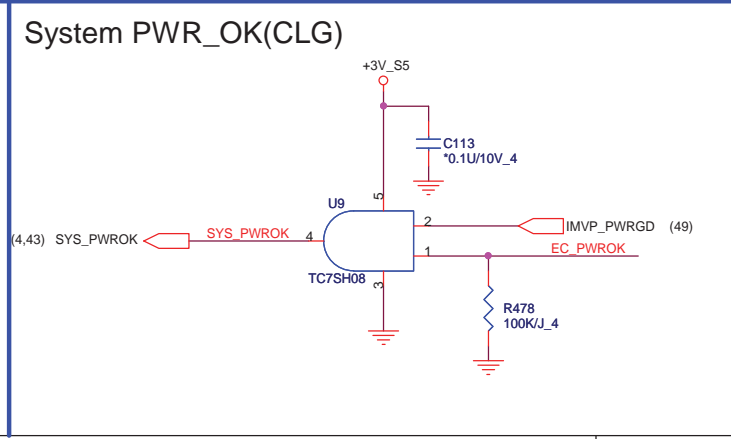 System PWR_OK(CLG)
+3V_S5
C113
*0.1U/10V_4
5
U9
2
IMVP_PWRGD (49)
(4,43) SYS_PWROK
SYS_PWROK
4
1
EC_PWROK
TC7SH08
3
R478
100K/J_4